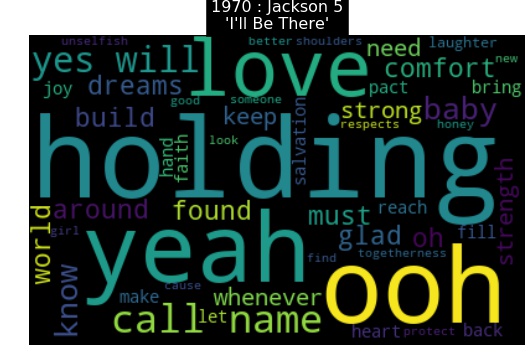 1970 : Jackson 5
'I'll Be There'
unselfish better shoulders need laughter
yes will love comfort new
joy dreams good someone pact bring
build keep salvation strong baby
respects honey
holding
hand faith look strength
world around found must reach
girl yeah glad oh fill
know find togetherness
make cause whenever ooh
call let name heart protect back